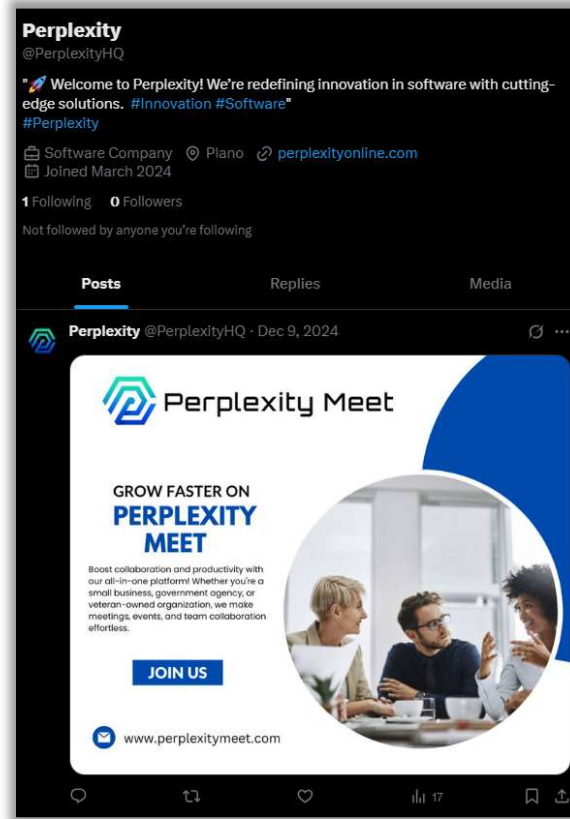 Perplexity
@PerplexityHQ
"🚀 Welcome to Perplexity! We're redefining innovation in software with cutting-
edge solutions. #Innovation #Software"
#Perplexity
Software Company Plano perplexityonline.com
Joined March 2024
1 Following 0 Followers
Not followed by anyone you're following
Posts Replies Media
Perplexity @PerplexityHQ · Dec 9, 2024
Perplexity Meet
GROW FASTER ON
PERPLEXITY
MEET
Boost collaboration and productivity with
our all-in-one platform! Whether you're a
small business, government agency, or
veteran-owned organization, we make
meetings, events, and team collaboration
effortless.
JOIN US
www.perplexitymeet.com
17